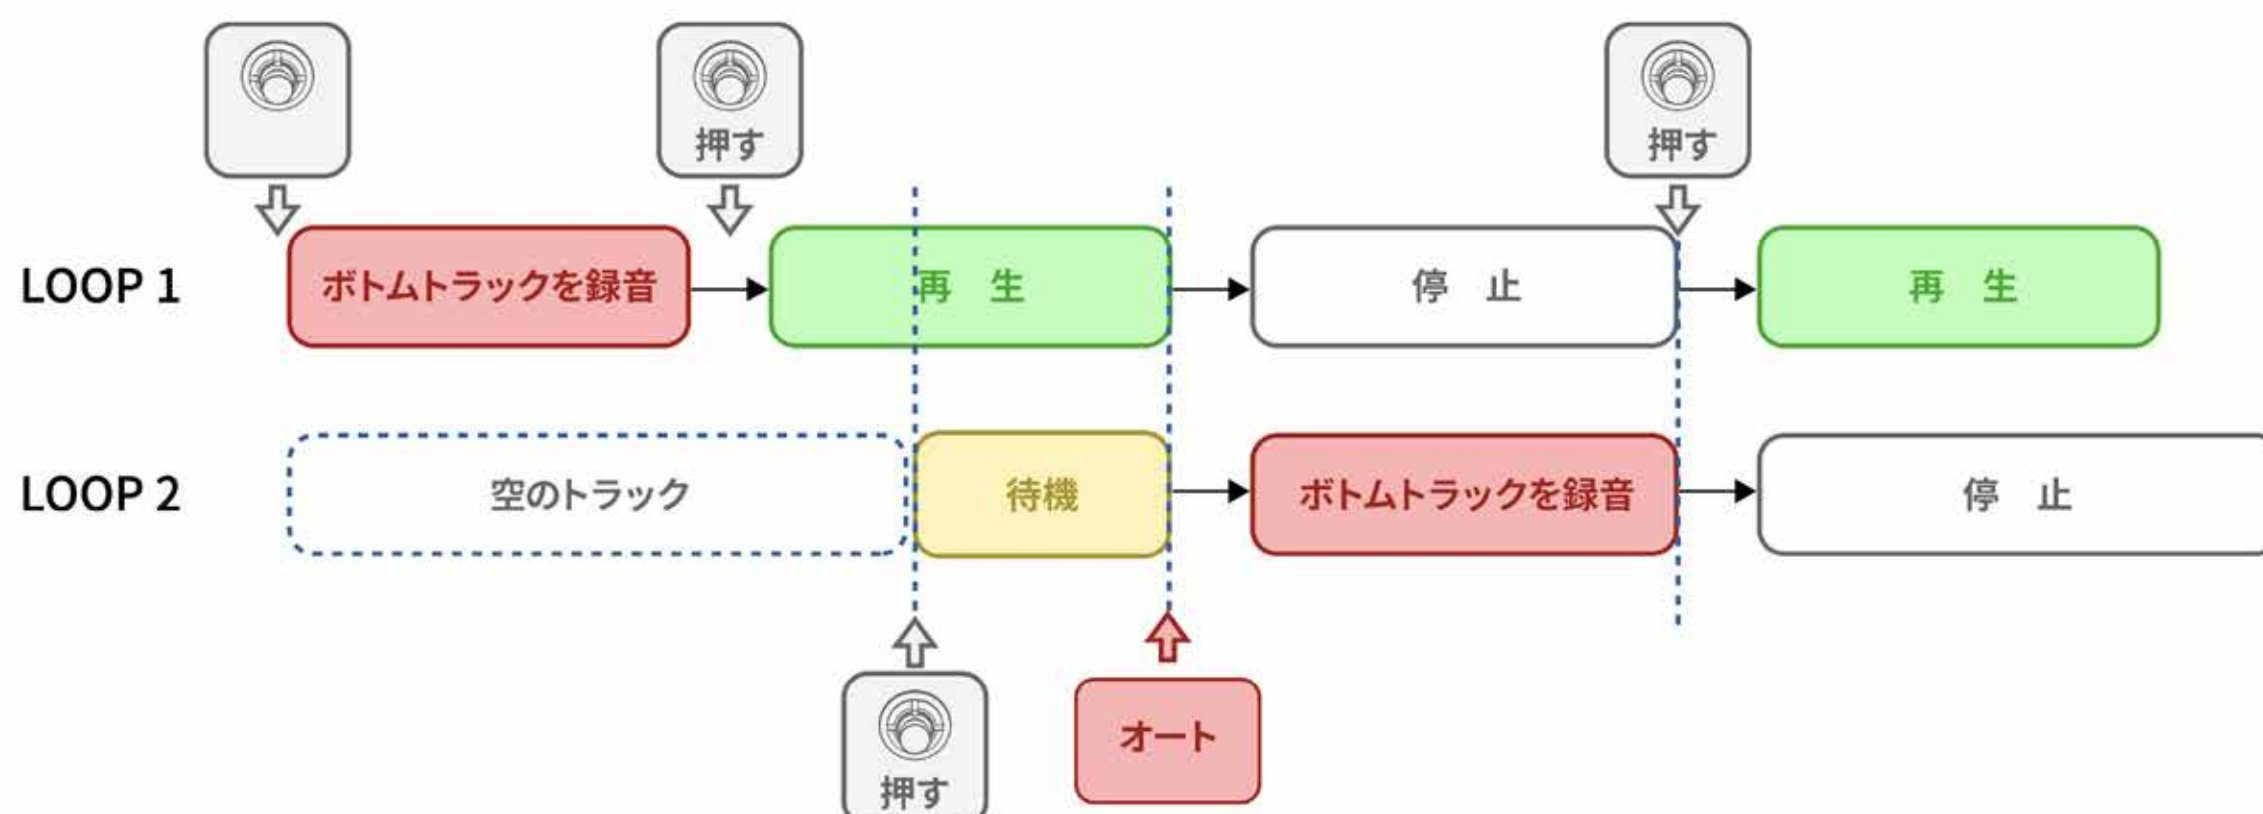 押す
押す
LOOP 1
ボトムトラックを録音
再 生
停 止
再 生
LOOP 2
空のトラック
待機
ボトムトラックを録音
停 止
押す
オート